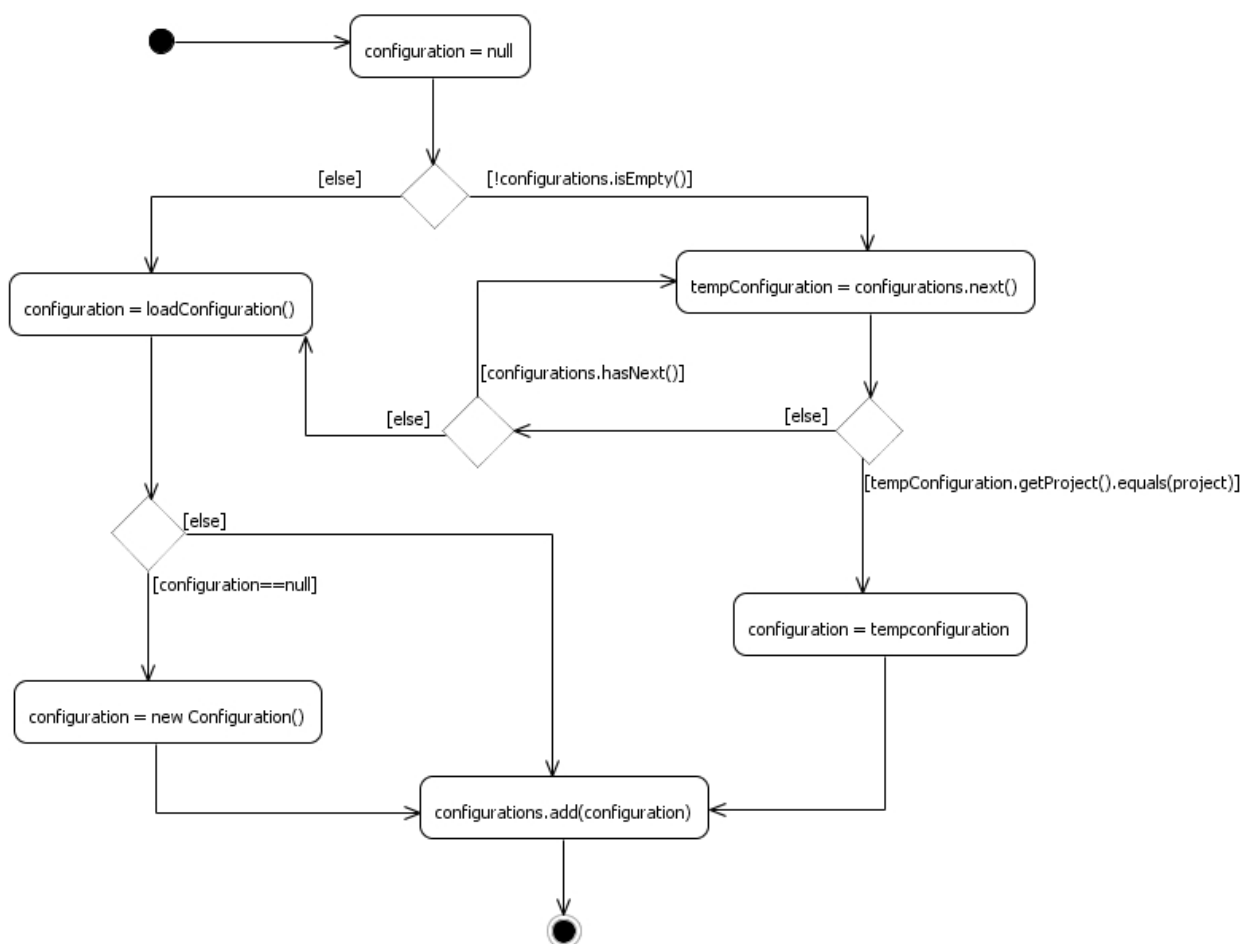 configuration = null
[else]
[!configurations.isEmpty()]
tempConfiguration = configurations.next()
configuration = loadConfiguration()
[configurations.hasNext()]
[else]
[else]
[tempConfiguration.getProject().equals(project)]
[else]
[configuration==null]
configuration = tempconfiguration
configuration = new Configuration()
configurations.add(configuration)